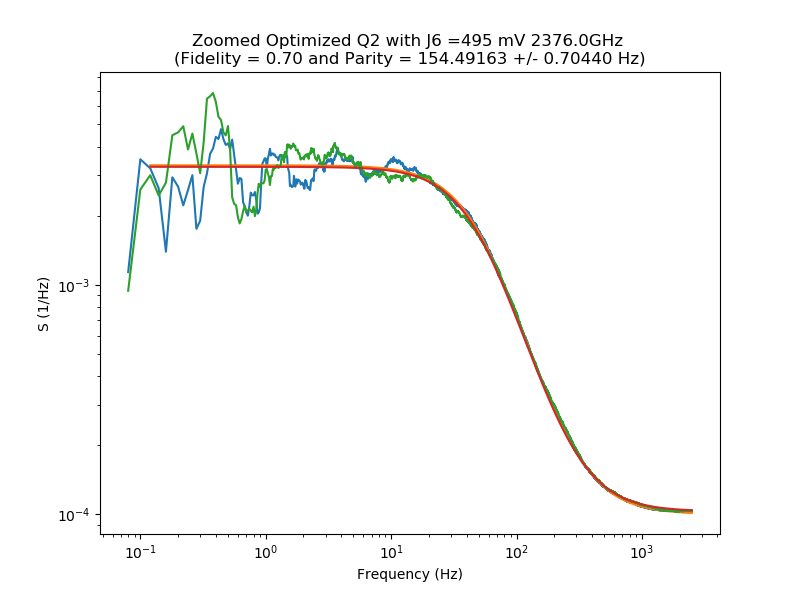 Zoomed Optimized Q2 with J6 =495 mV 2376.0GHz
(Fidelity = 0.70 and Parity = 154.49163 +/- 0.70440 Hz)
S (1/Hz)
10⁻³
10⁻⁴
10⁻¹ 10⁰ 10¹ 10² 10³
Frequency (Hz)